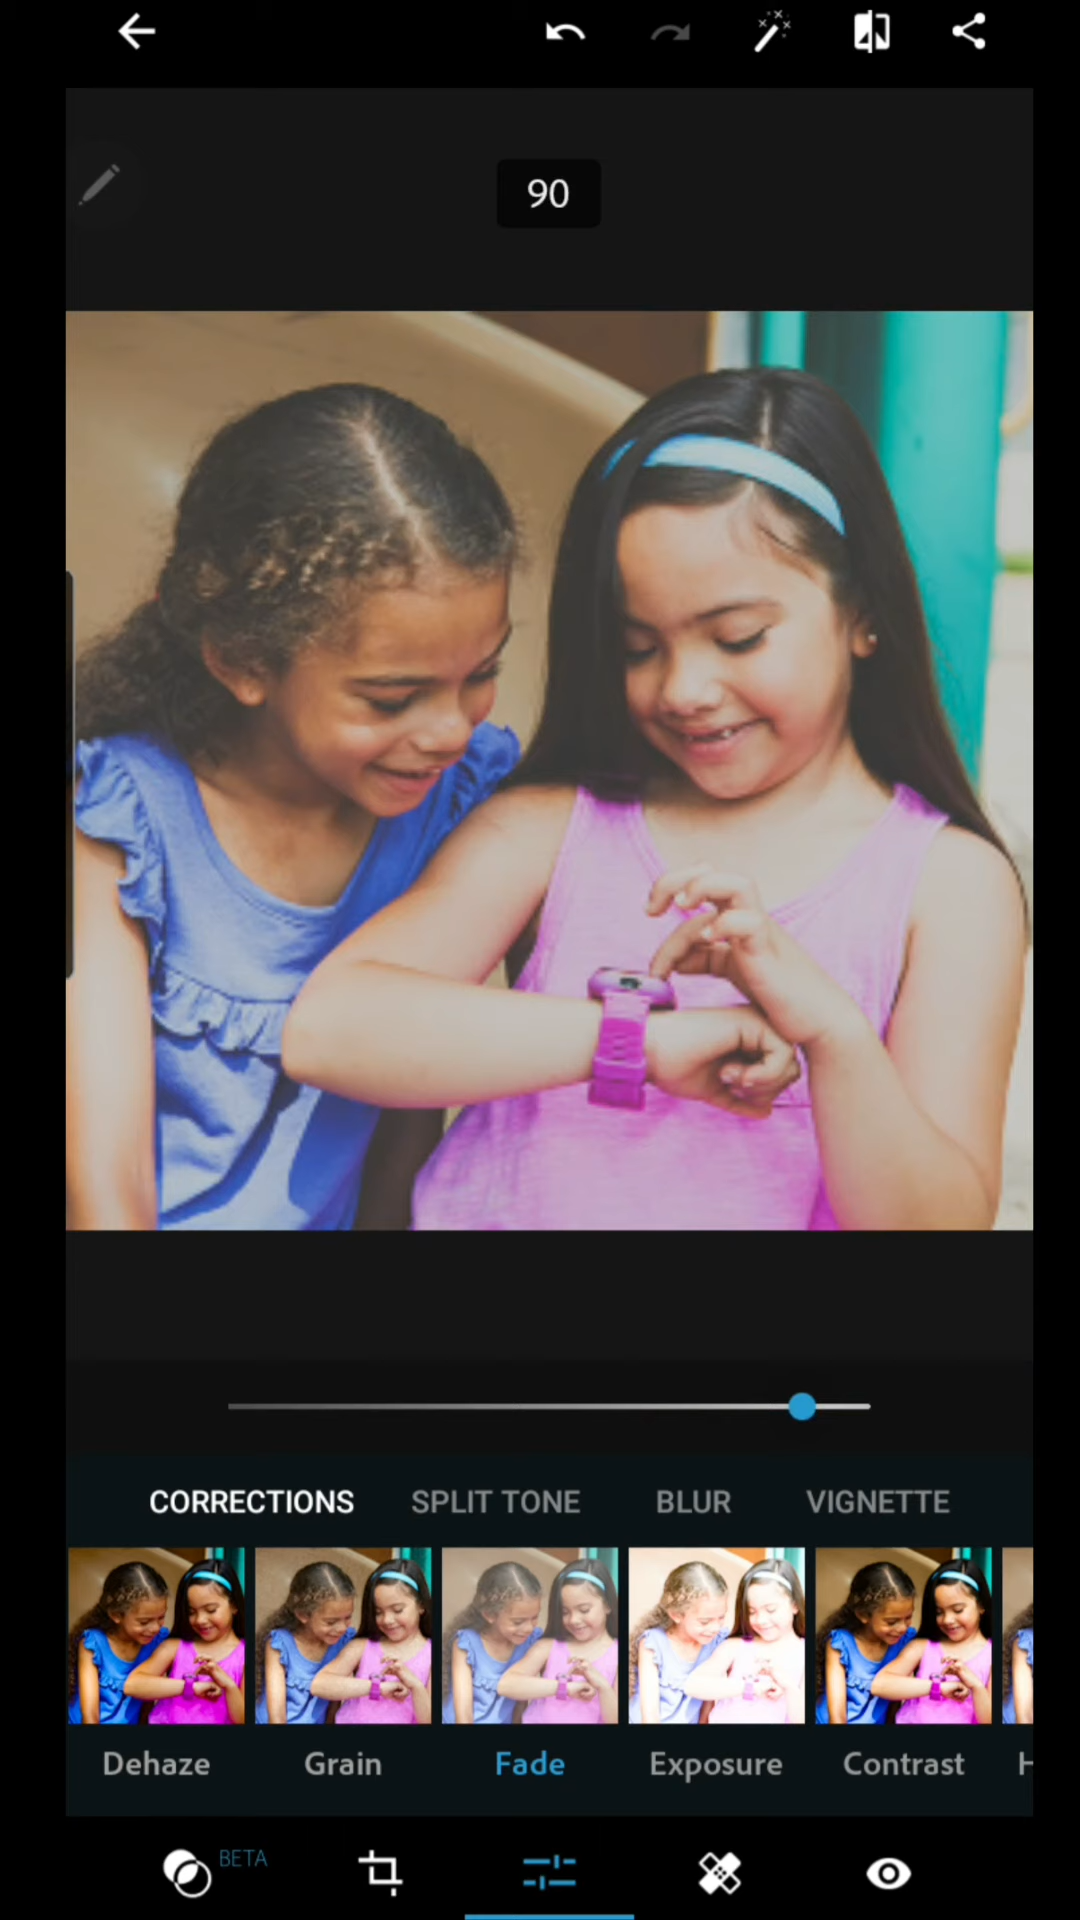 90
CORRECTIONS SPLIT TONE BLUR VIGNETTE
Dehaze Grain Fade Exposure Contrast
BETA